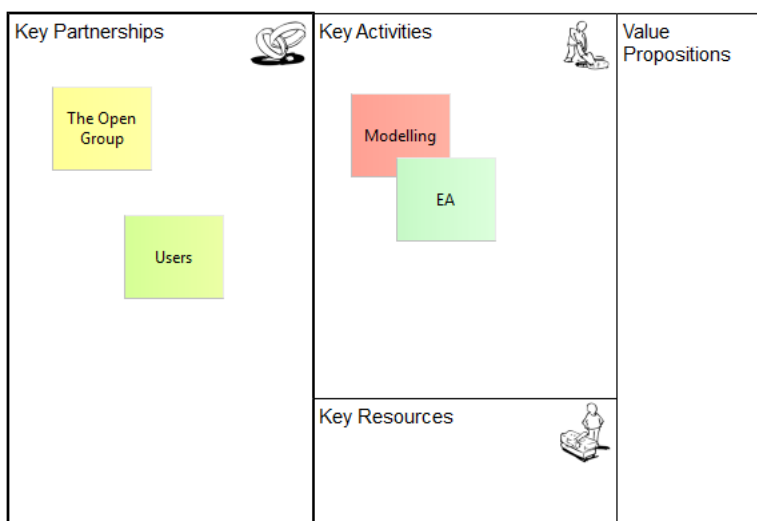 Key Partnerships
The Open
Group
Users
Key Activities
Modelling
EA
Key Resources
Value
Propositions